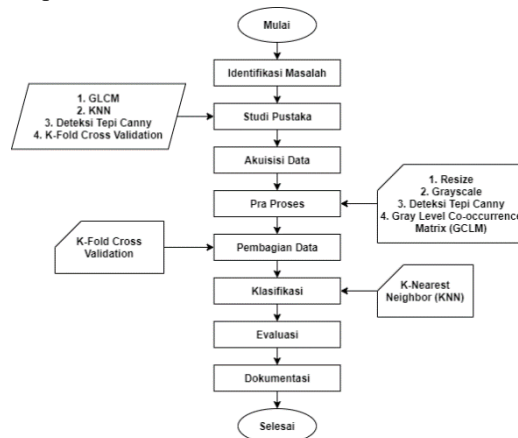 Mulai
Identifikasi Masalah
1. GLCM
2. KNN
3. Deteksi Tepi Canny
4. K-Fold Cross Validation
Studi Pustaka
Akuisisi Data
Pra Proses
1. Resize
2. Grayscale
3. Deteksi Tepi Canny
4. Gray Level Co-occurrence
Matrix (GCLM)
K-Fold Cross
Validation
Pembagian Data
Klasifikasi
K-Nearest
Neighbor (KNN)
Evaluasi
Dokumentasi
Selesai